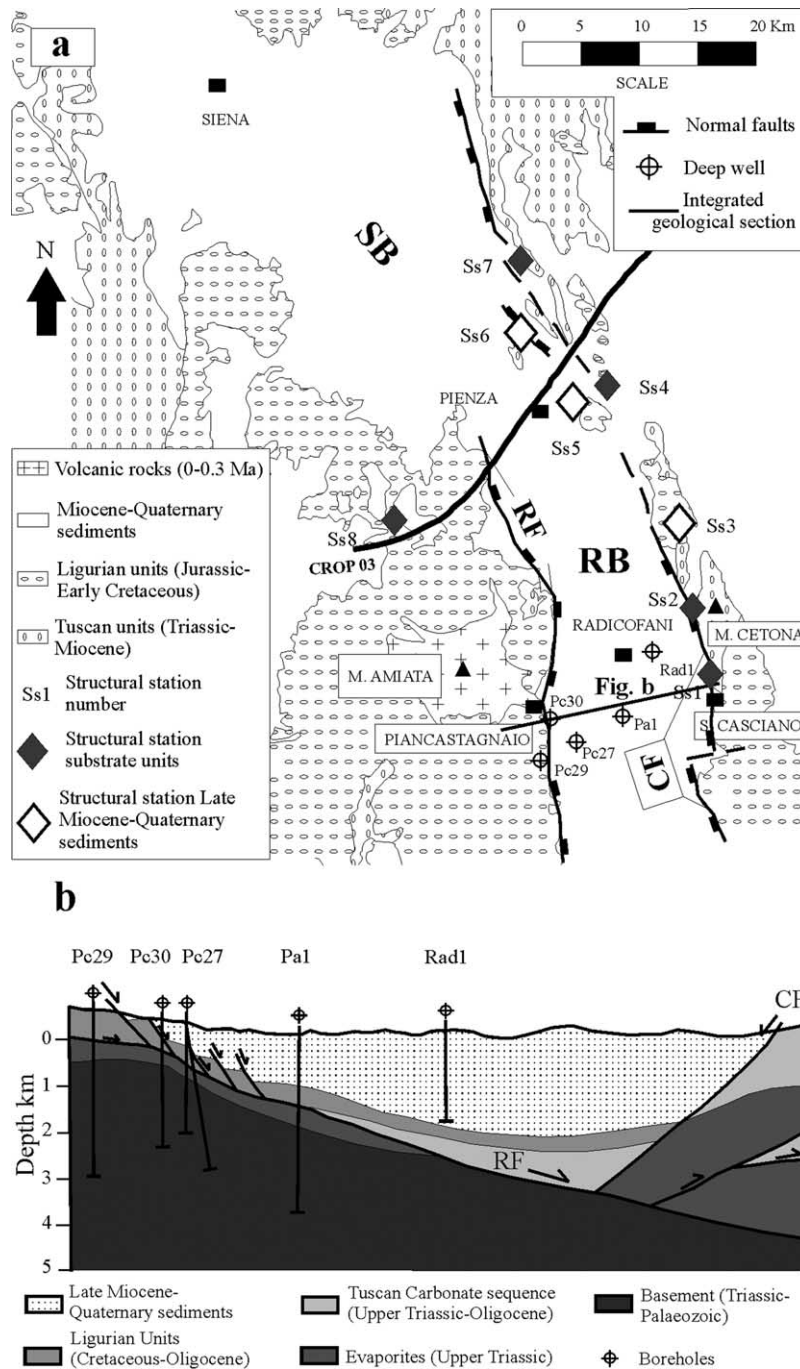 a
0 5 10 15 20 Km
SCALE
Normal faults
Deep well
Integrated
geological section
SIENA
N
SB
Ss7
Ss6
Ss4
PIENZA
Ss5
Volcanic rocks (0-0.3 Ma)
Miocene-Quaternary
sediments
Ligurian units (Jurassic-
Early Cretaceous)
Tuscan units (Triassic-
Miocene)
Ss1 Structural station
number
Structural station
substrate units
Structural station Late
Miocene-Quaternary
sediments
Ss8
CROP 03
RF
Ss3
RB
Ss2
RADICOFANI
M. CETONA
M. AMIATA
Rad1
Fig. b
Ss1
Pc30
S. CASCIANO
PIANCASTAGNAIO
Pa1
Pc27
Pc29
CF
b
Pc29 Pc30 Pc27 Pa1 Rad1
CF
0
1
2
3
4
5
Depth km
RF
Late Miocene-
Quaternary sediments
Ligurian Units
(Cretaceous-Oligocene)
Tuscan Carbonate sequence
(Upper Triassic-Oligocene)
Evaporites (Upper Triassic)
Basement (Triassic-
Palaeozoic)
Boreholes